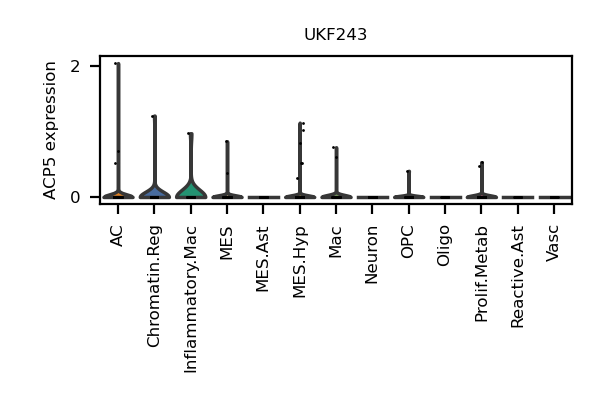 UKF243
ACP5 expression
2
0
AC
Chromatin.Reg
Inflammatory.Mac
MES
MES.Ast
MES.Hyp
Mac
Neuron
OPC
Oligo
Prolif.Metab
Reactive.Ast
Vasc